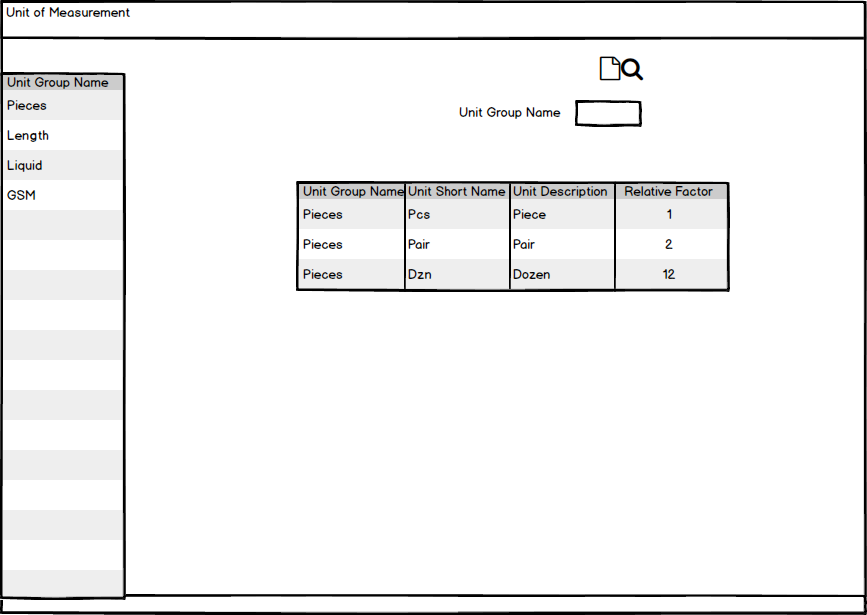 Unit of Measurement
Unit Group Name
Pieces
Length
Liquid
GSM
Unit Group Name
Unit Group Name Unit Short Name Unit Description Relative Factor
Pieces Pcs Piece 1
Pieces Pair Pair 2
Pieces Dzn Dozen 12